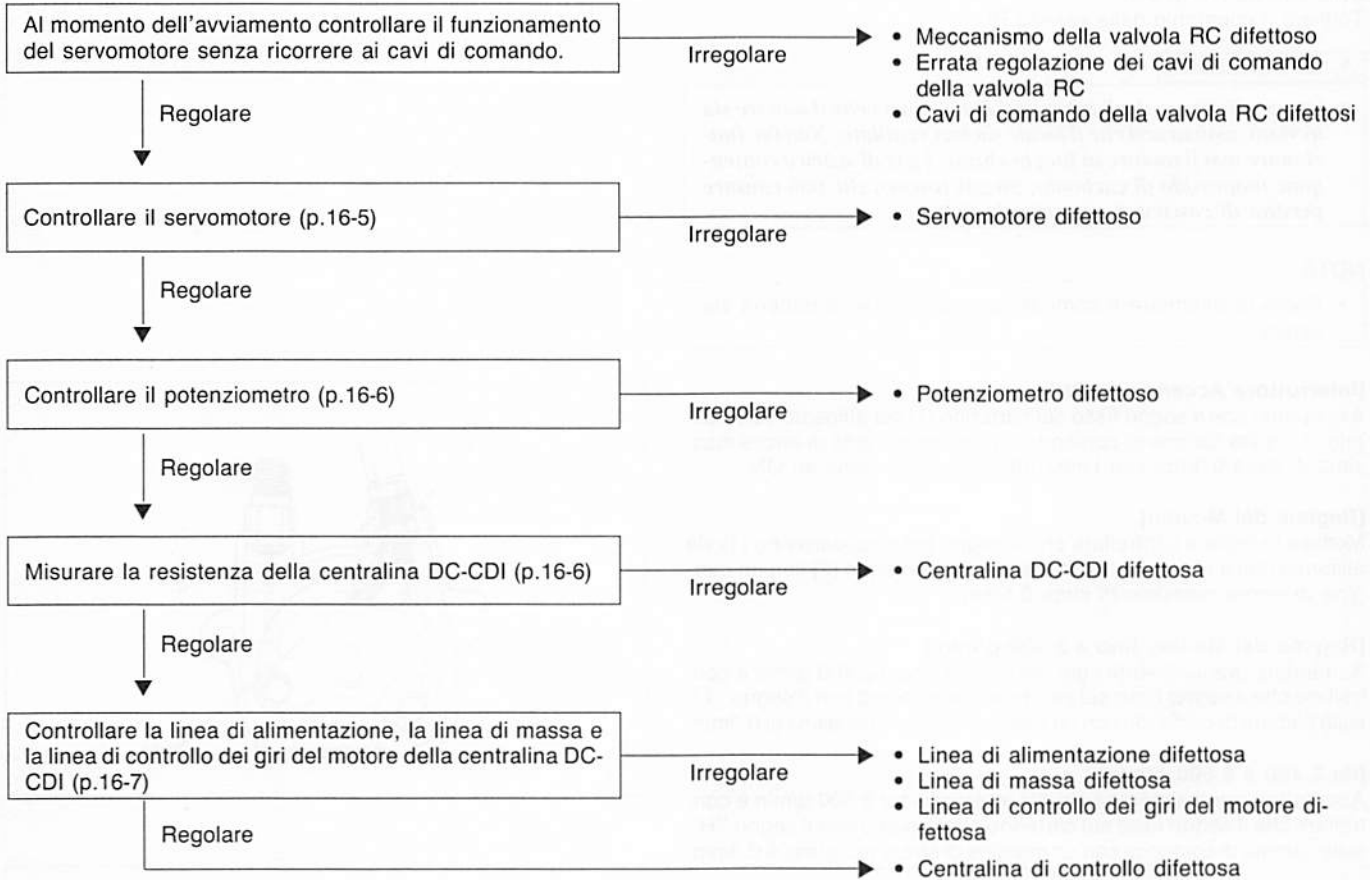 Al momento dell'avviamento controllare il funzionamento
del servomotore senza ricorrere ai cavi di comando.
Irregolare
• Meccanismo della valvola RC difettoso
• Errata regolazione dei cavi di comando
della valvola RC
• Cavi di comando della valvola RC difettosi
Regolare
Controllare il servomotore (p.16-5)
Irregolare
• Servomotore difettoso
Regolare
Controllare il potenziometro (p.16-6)
Irregolare
• Potenziometro difettoso
Regolare
Misurare la resistenza della centralina DC-CDI (p.16-6)
Irregolare
• Centralina DC-CDI difettosa
Regolare
Controllare la linea di alimentazione, la linea di massa e
la linea di controllo dei giri del motore della centralina DC-
CDI (p.16-7)
Irregolare
• Linea di alimentazione difettosa
• Linea di massa difettosa
• Linea di controllo dei giri del motore di-
fettosa
Regolare
• Centralina di controllo difettosa